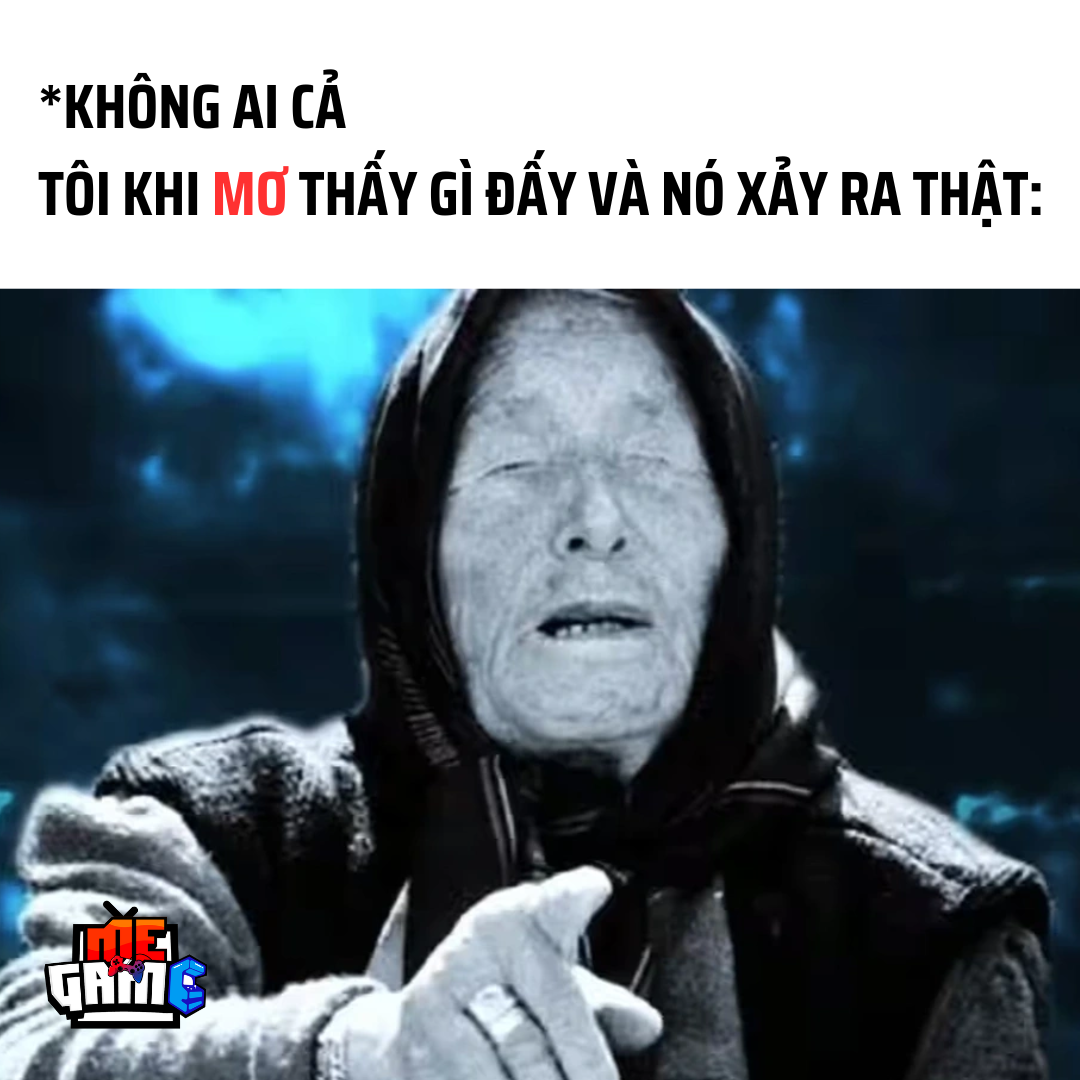 *KHÔNG AI CẢ
TÔI KHI MƠ THẤY GÌ ĐẤY VÀ NÓ XẢY RA THẬT:
ME
GAME